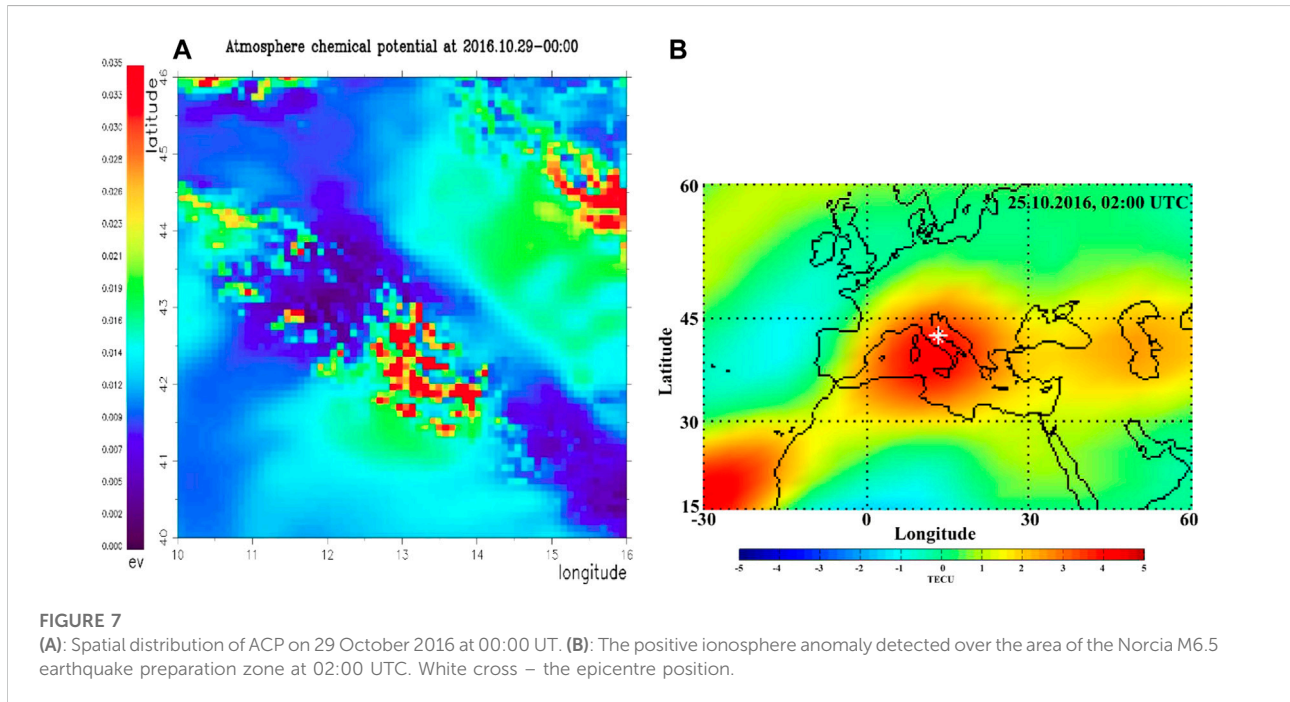 A
Atmosphere chemical potential at 2016.10.29-00:00
0.035
0.033
0.030
0.028
0.026
0.023
0.021
0.019
0.016
0.014
0.012
0.009
0.007
0.005
0.002
0.000
ev
latitude
46
45
44
43
42
41
40
10 11 12 13 14 15 16
longitude
B
25.10.2016, 02:00 UTC
Latitude
60
45
30
15
-30 0 30 60
Longitude
-5 -4 -3 -2 -1 0 1 2 3 4 5
TECU
FIGURE 7
(A): Spatial distribution of ACP on 29 October 2016 at 00:00 UT. (B): The positive ionosphere anomaly detected over the area of the Norcia M6.5
earthquake preparation zone at 02:00 UTC. White cross – the epicentre position.